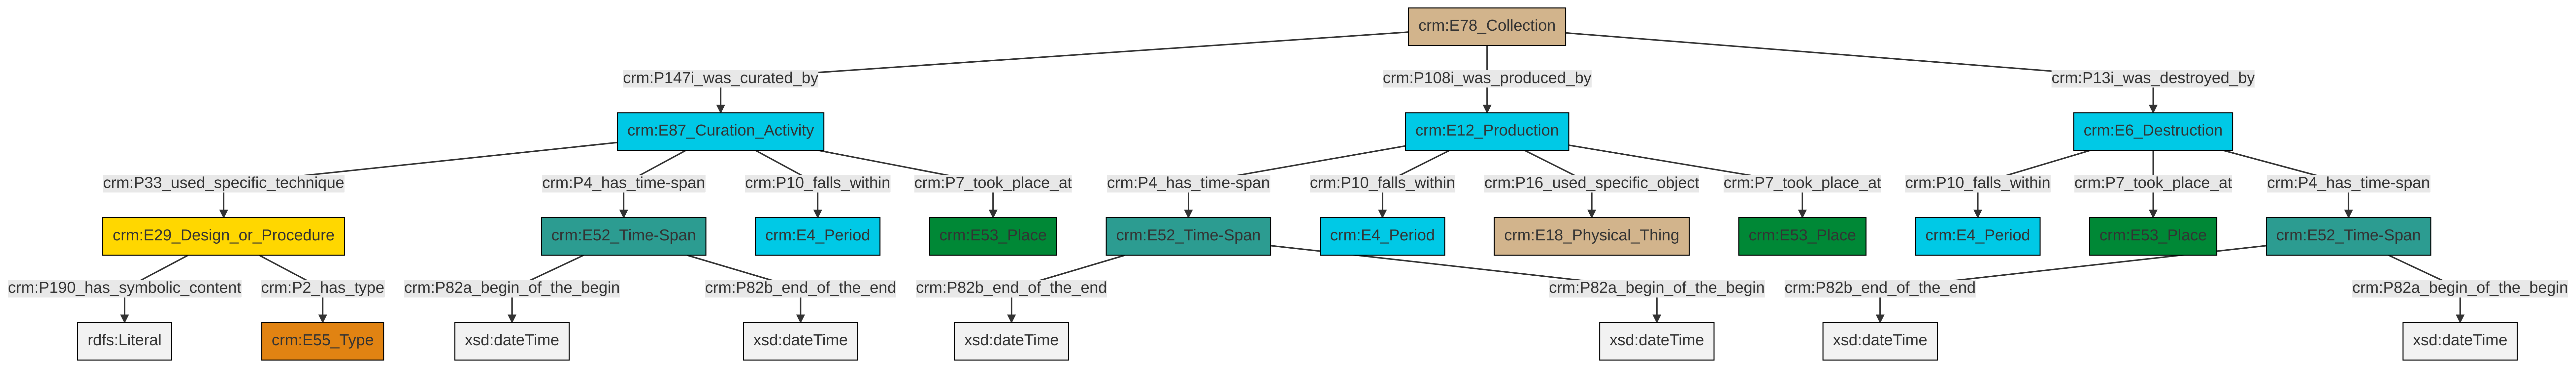 crm:E78_Collection
crm:P147i_was_curated_by
crm:P108i_was_produced_by
crm:P13i_was_destroyed_by
crm:E87_Curation_Activity
crm:E12_Production
crm:E6_Destruction
crm:P33_used_specific_technique
crm:P4_has_time-span
crm:P10_falls_within
crm:P7_took_place_at
crm:P4_has_time-span
crm:P10_falls_within
crm:P16_used_specific_object
crm:P7_took_place_at
crm:P10_falls_within
crm:P7_took_place_at
crm:P4_has_time-span
crm:E29_Design_or_Procedure
crm:E52_Time-Span
crm:E4_Period
crm:E53_Place
crm:E52_Time-Span
crm:E4_Period
crm:E18_Physical_Thing
crm:E53_Place
crm:E4_Period
crm:E53_Place
crm:E52_Time-Span
crm:P190_has_symbolic_content
crm:P2_has_type
crm:P82a_begin_of_the_begin
crm:P82b_end_of_the_end
crm:P82b_end_of_the_end
crm:P82a_begin_of_the_begin
crm:P82b_end_of_the_end
crm:P82a_begin_of_the_begin
rdfs:Literal
crm:E55_Type
xsd:dateTime
xsd:dateTime
xsd:dateTime
xsd:dateTime
xsd:dateTime
xsd:dateTime